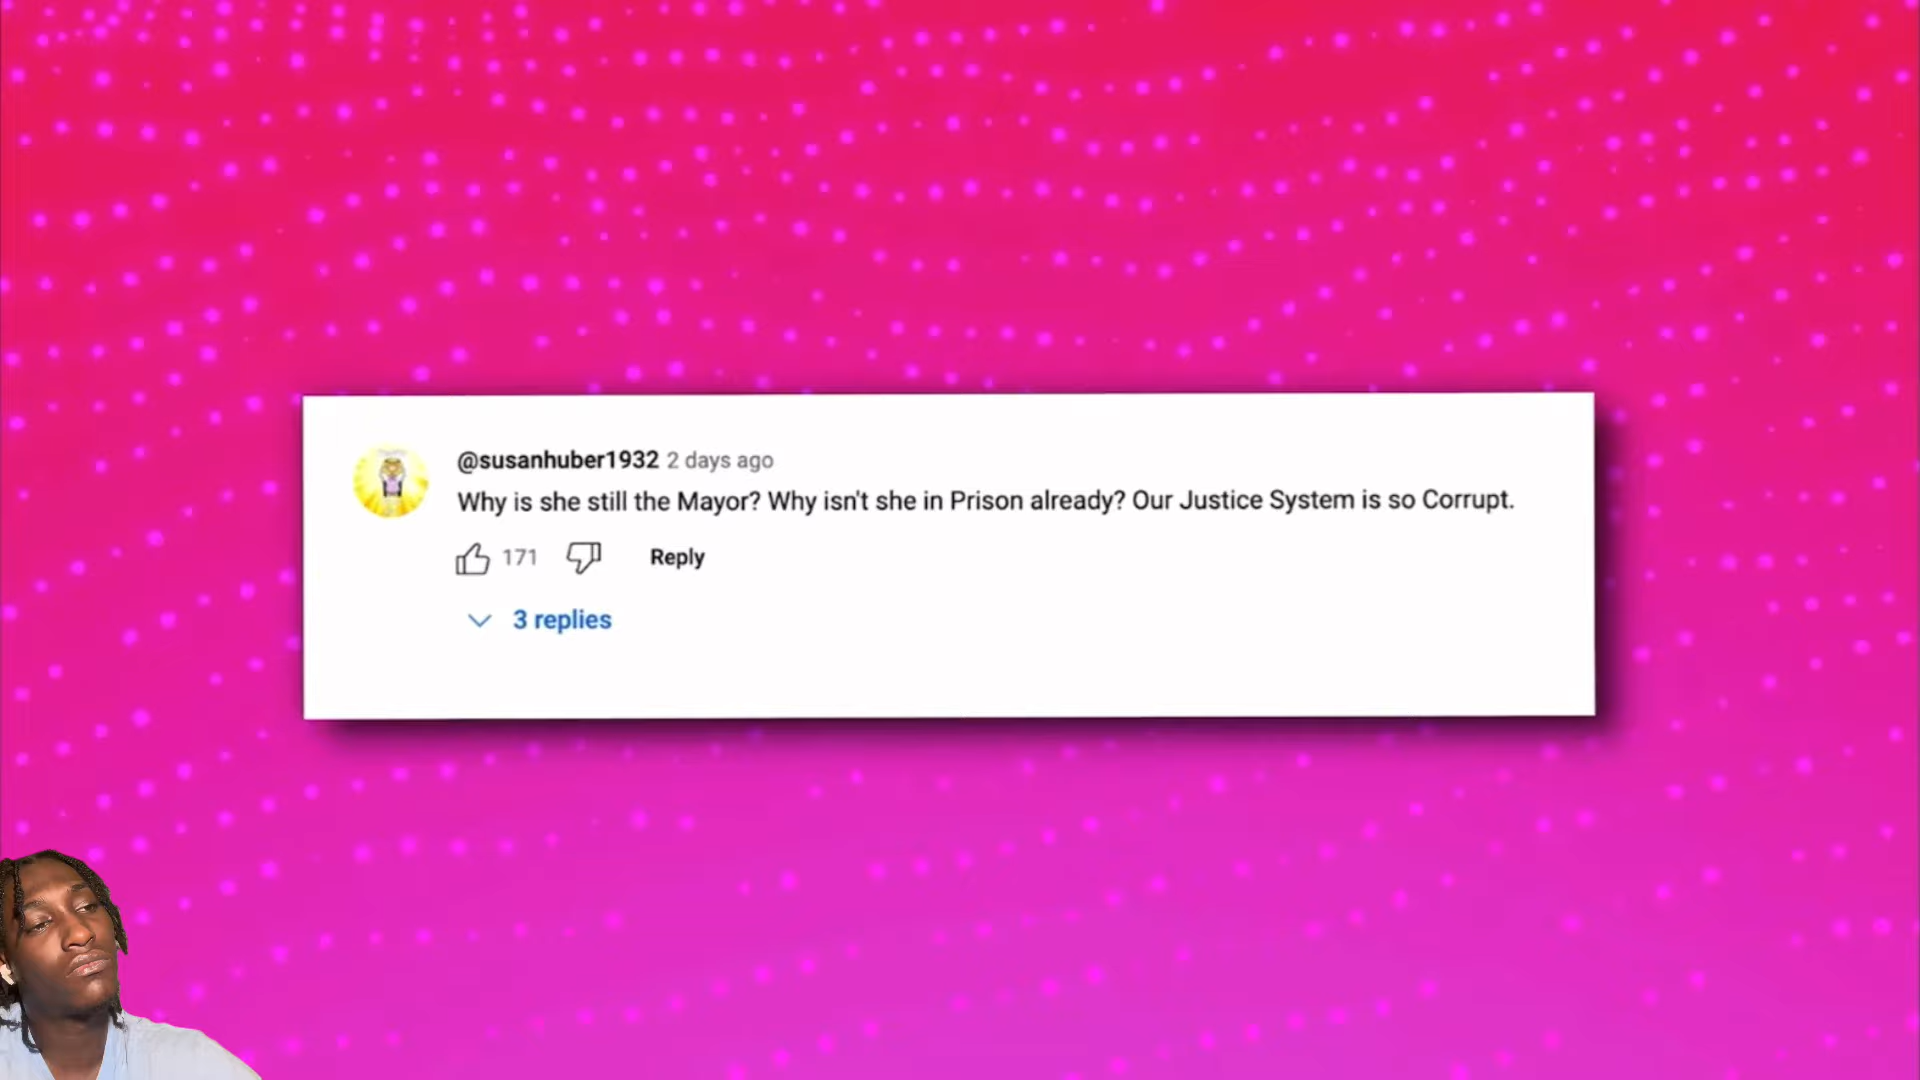 @susanhuber1932 2 days ago
Why is she still the Mayor? Why isn't she in Prison already? Our Justice System is so Corrupt.
171 Reply
3 replies